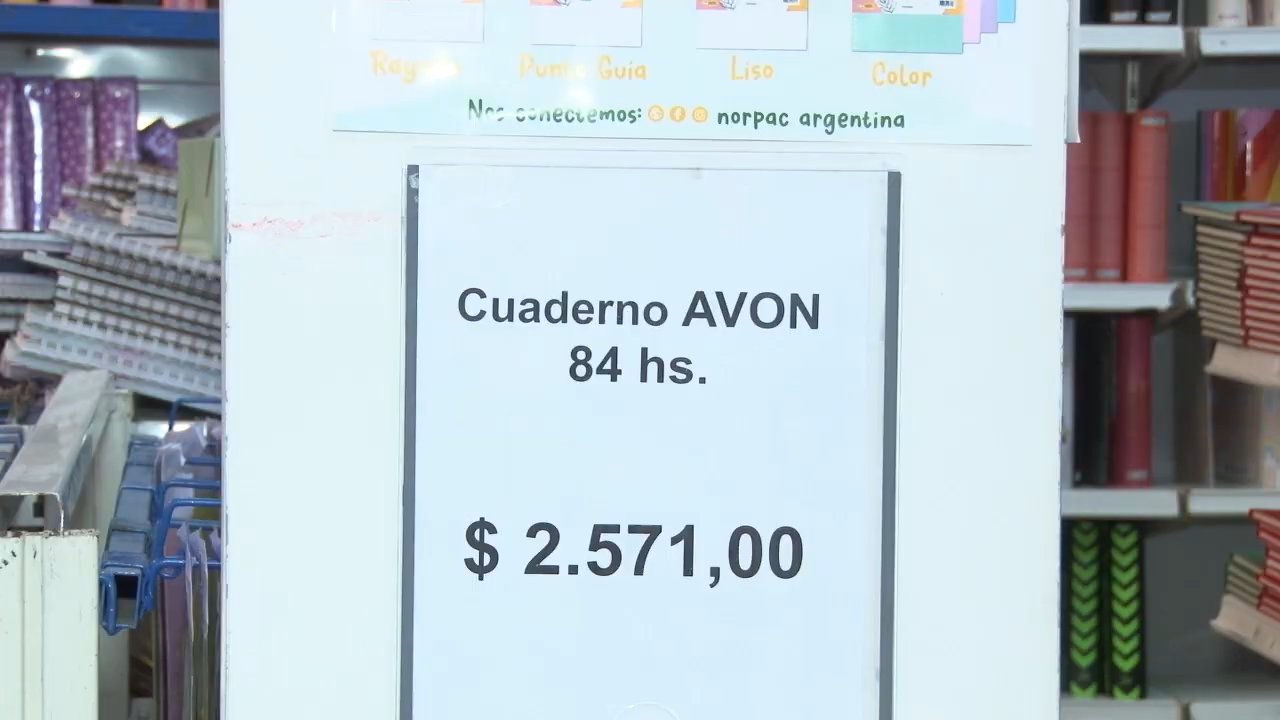 Rayado Punto Guia Liso Color
Nos conectemos: norpac argentina
Cuaderno AVON
84 hs.
$ 2.571,00